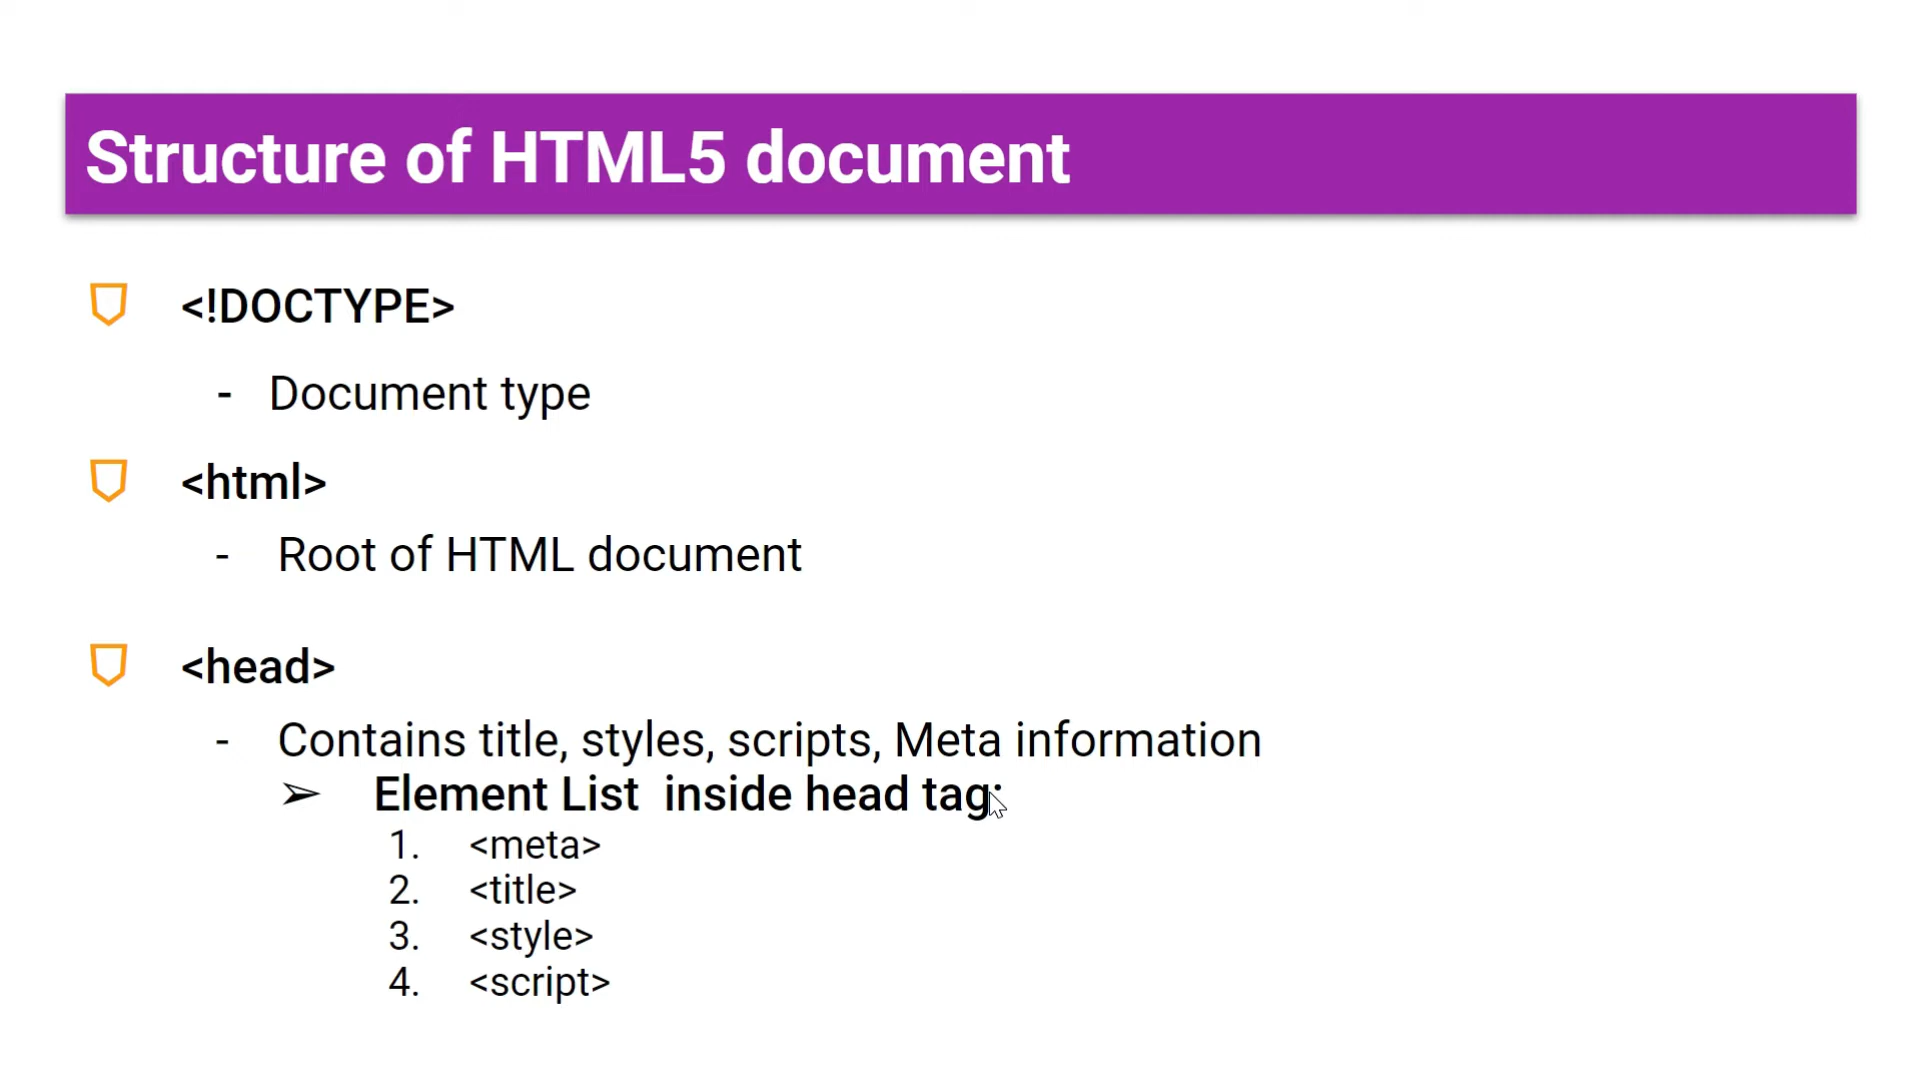 Structure of HTML5 document
<!DOCTYPE>
- Document type
<html>
- Root of HTML document
<head>
- Contains title, styles, scripts, Meta information
➢ Element List  inside head tag:
1. <meta>
2. <title>
3. <style>
4. <script>